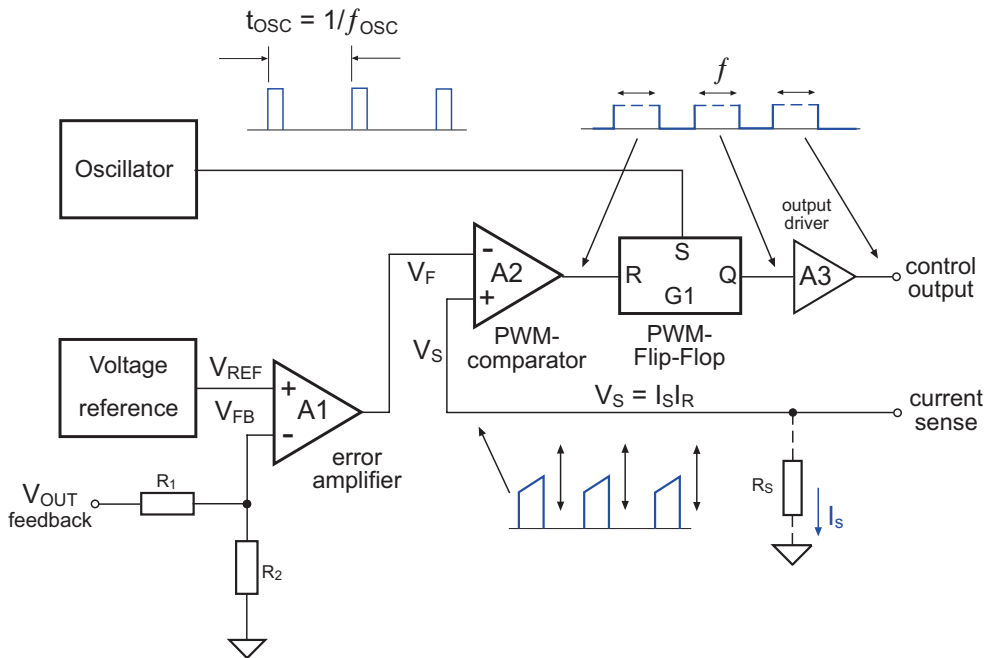 tOSC = 1/fOSC
f
Oscillator
output
driver
VF
-
A2
+
R
S
Q
G1
A3
control
output
PWM-
comparator
PWM-
Flip-Flop
VS
Voltage
reference
VREF
VFB
+
A1
-
VS = ISIR
current
sense
error
amplifier
VOUT
feedback
R1
R2
RS
Is